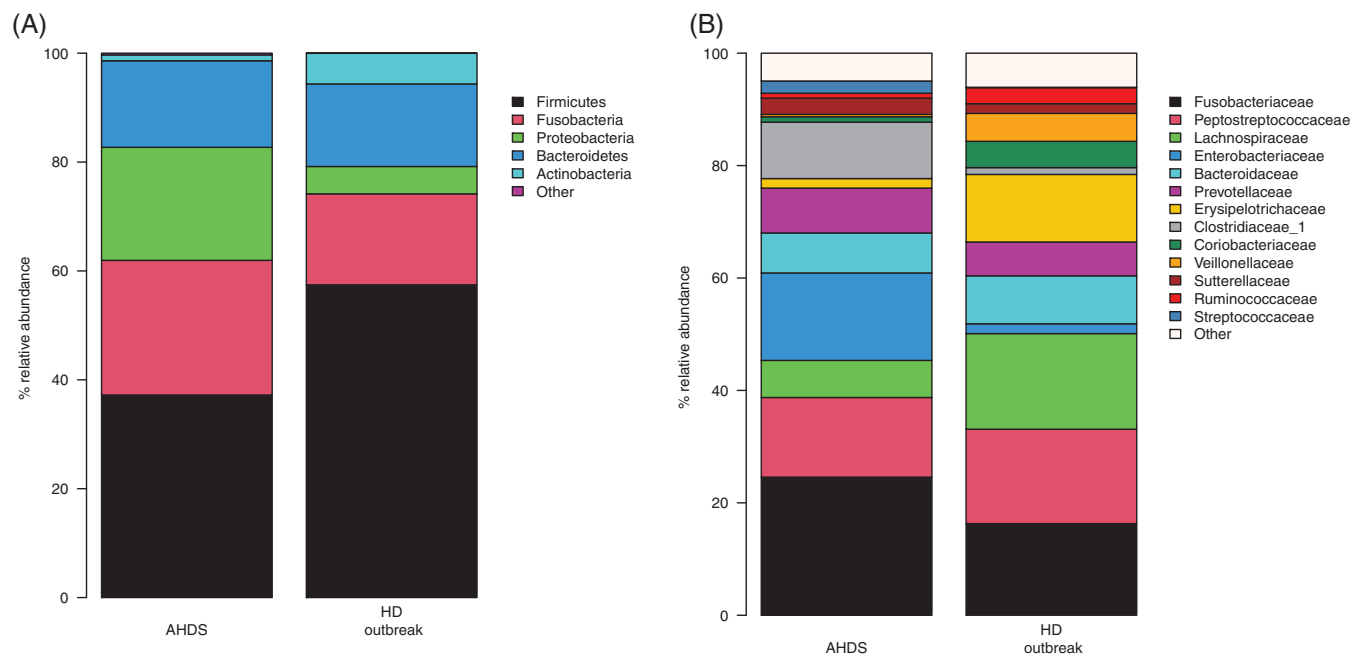 (A)
% relative abundance
100
80
60
40
20
0
AHDS
HD
outbreak
Firmicutes
Fusobacteria
Proteobacteria
Bacteroidetes
Actinobacteria
Other
(B)
% relative abundance
100
80
60
40
20
0
AHDS
HD
outbreak
Fusobacteriaceae
Peptostreptococcaceae
Lachnospiraceae
Enterobacteriaceae
Bacteroidaceae
Prevotellaceae
Erysipelotrichaceae
Clostridiaceae_1
Coriobacteriaceae
Veillonellaceae
Sutterellaceae
Ruminococcaceae
Streptococcaceae
Other